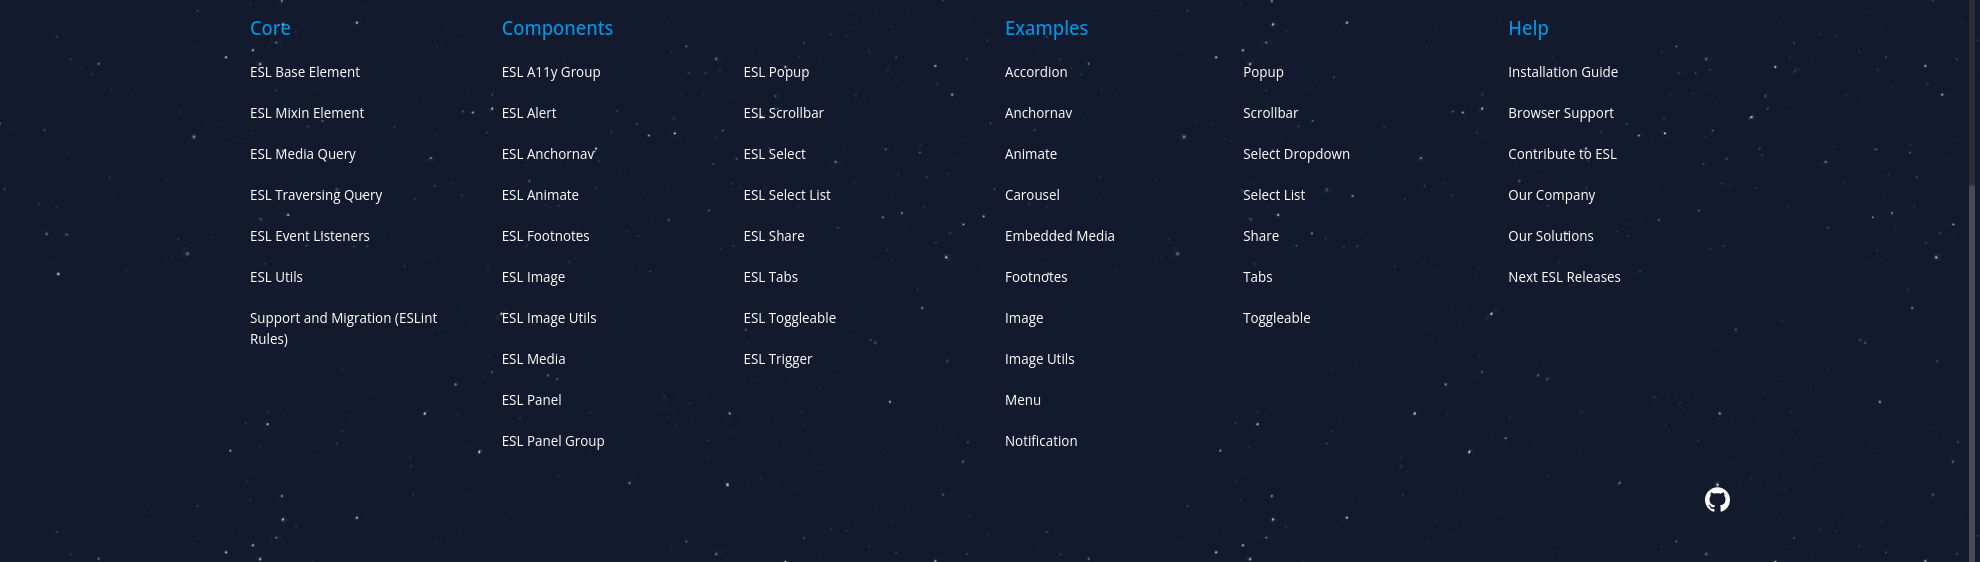 Core
ESL Base Element
ESL Mixin Element
ESL Media Query
ESL Traversing Query
ESL Event Listeners
ESL Utils
Support and Migration (ESLint
Rules)
Components
ESL A11y Group
ESL Alert
ESL Anchornav
ESL Animate
ESL Footnotes
ESL Image
ESL Image Utils
ESL Media
ESL Panel
ESL Panel Group
ESL Popup
ESL Scrollbar
ESL Select
ESL Select List
ESL Share
ESL Tabs
ESL Toggleable
ESL Trigger
Examples
Accordion
Anchornav
Animate
Carousel
Embedded Media
Footnotes
Image
Image Utils
Menu
Notification
Popup
Scrollbar
Select Dropdown
Select List
Share
Tabs
Toggleable
Help
Installation Guide
Browser Support
Contribute to ESL
Our Company
Our Solutions
Next ESL Releases